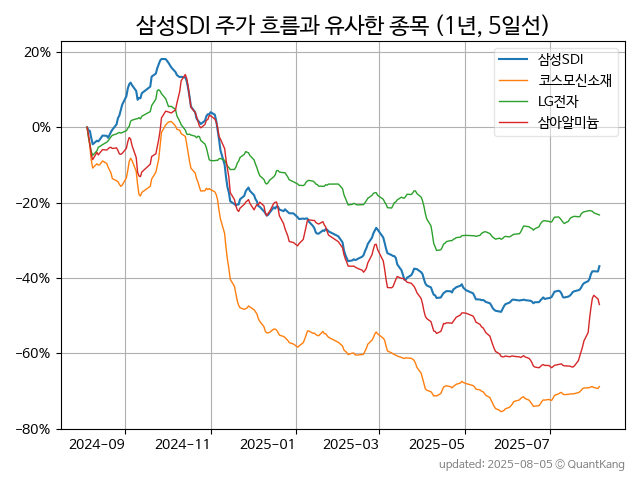 삼성SDI 주가 흐름과 유사한 종목 (1년, 5일선)
20%
0%
−20%
−40%
−60%
−80%
삼성SDI
코스모신소재
LG전자
삼아알미늄
2024-09
2024-11
2025-01
2025-03
2025-05
2025-07
updated: 2025-08-05 © QuantKang